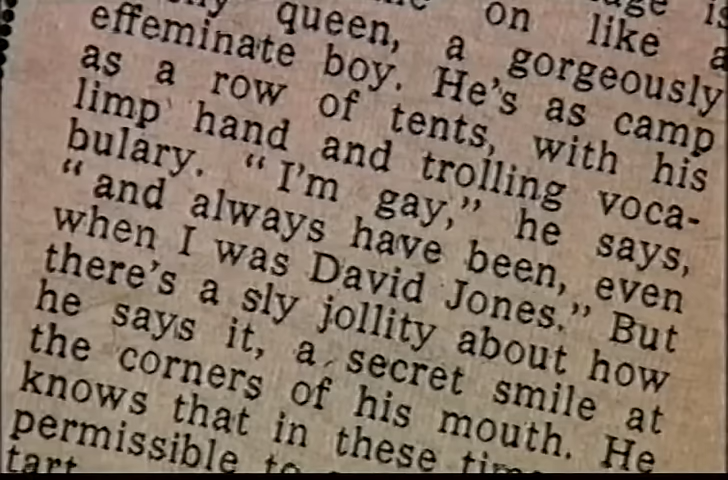 queen, on like a
effeminate boy. a gorgeously
as a row He's as camp
limp hand of tents, with his
bulary. and trolling voca-
"I'm gay," he says,
"and always have been, even
when I was David Jones." But
there's a sly jollity about how
he says it, a secret smile at
the corners of his mouth. He
knows that in these
permissible to
tart